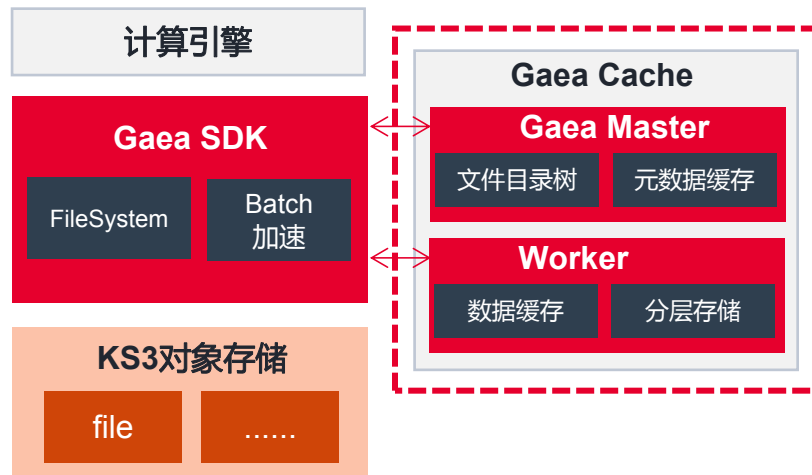 计算引擎
Gaea SDK
FileSystem
Batch
加速
KS3对象存储
file
......
Gaea Cache
Gaea Master
文件目录树
元数据缓存
Worker
数据缓存
分层存储